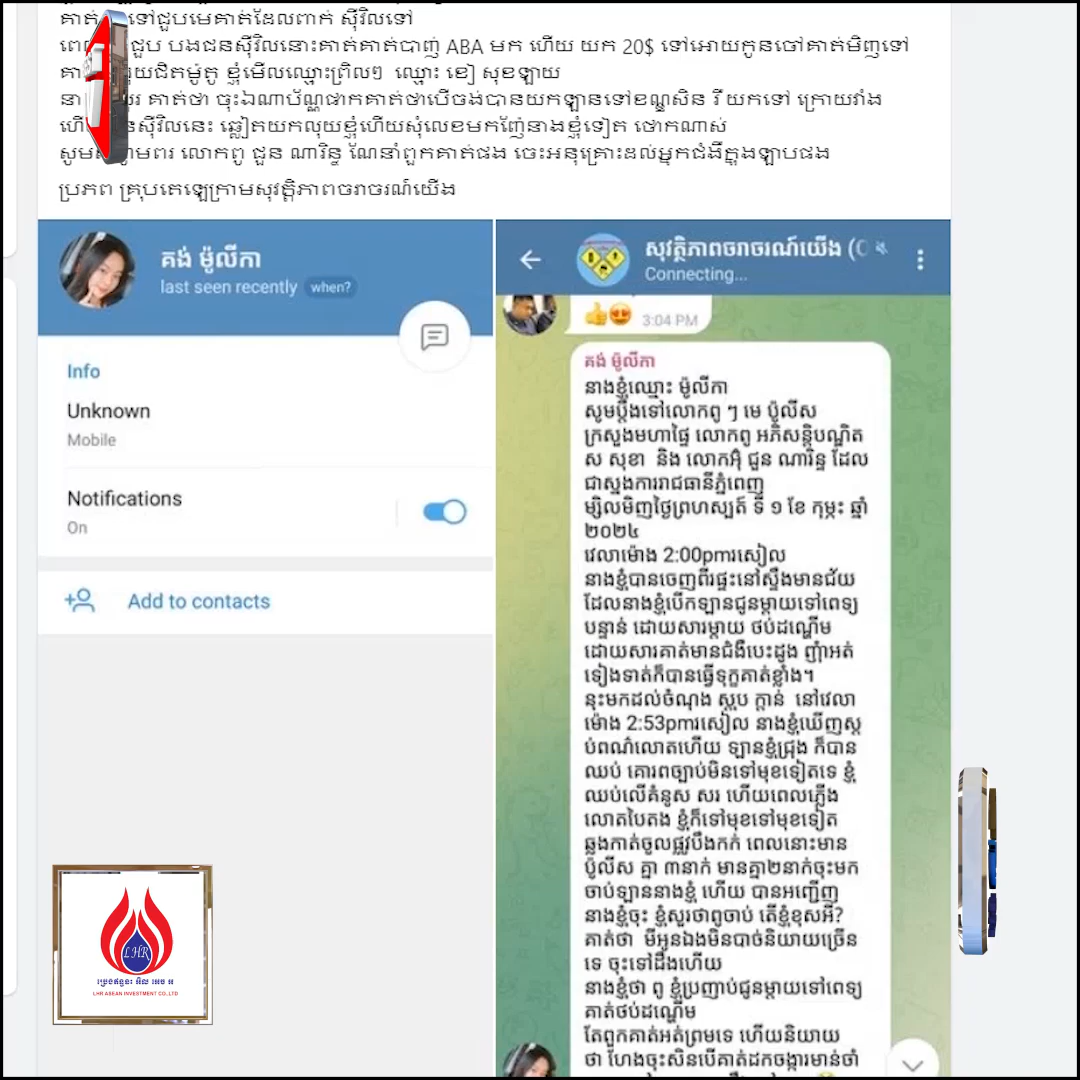 គាត់ ទៅជួបមេគាត់ដែលពាក់ ស៊ីវិលទៅ
ជួប បងជនស៊ីវិលនោះគាត់គាត់បាញ់ ABA មក ហើយ យក 20$ ទៅអោយកូនចៅគាត់មិញទៅ
លុយជិតម៉ូតូ ខ្ញុំមើលឈ្មោះព្រិលៗ ឈ្មោះ ខៀ សុខឡាយ
គាត់ថា ចុះឯណាប័ណ្ណផាកគាត់ថាបើចង់បានយកឡានទៅខណ្ឌសិន រឺ យកទៅ ក្រោយវាំង
ស៊ីវិលនេះ ឆ្លៀតយកលុយខ្ញុំហើយសុំលេខមកញ៉ែនាងខ្ញុំទៀត ថោកណាស់
លោកពូ ជួន ណារិន្ទ ណែនាំពួកគាត់ផង ចេះអនុគ្រោះដល់អ្នកជំងឺក្នុងឡាបផង
ប្រភព គ្រុបតេឡេក្រាមសុវត្តិភាពចរាចរណ៍យើង
គង់ ម៉ូលីកា
last seen recently when?
Info
Unknown
Mobile
Notifications
On
Add to contacts
សុវត្ថិភាពចរាចរណ៍យើង (C
Connecting...
3:04 PM
គង់ ម៉ូលីកា
នាងខ្ញុំឈ្មោះ ម៉ូលីកា
សូមប្តឹងទៅលោកពូ ៗ មេ ប៉ូលីស
ក្រសួងមហាផ្ទៃ លោកពូ អភិសន្តិបណ្ឌិត
ស សុខា និង លោកអ៊ុំ ជួន ណារិន្ទ ដែល
ជាស្នងការរាជធានីភ្នំពេញ
ម្សិលមិញថ្ងៃព្រហស្បត៍ ទី ១ ខែ កុម្ភះ ឆ្នាំ
២០២៤
វេលាម៉ោង 2:00pmរសៀល
នាងខ្ញុំបានចេញពីរផ្ទះនៅស្ទឹងមានជ័យ
ដែលនាងខ្ញុំបើកឡានជូនម្តាយទៅពេទ្យ
បន្ទាន់ ដោយសារម្តាយ ថប់ដណ្ហើម
ដោយសារគាត់មានជំងឺបេះដូង ញុំាអត់
ទៀងទាត់ក៏បានធ្វើទុក្ខគាត់ខ្លាំង។
នុះមកដល់ចំណុង ស្តុប ក្តាន់ នៅវេលា
ម៉ោង 2:53pmរសៀល នាងខ្ញុំឃើញស្ត
ប់ពណ៌លោតហើយ ឡានខ្ញុំជ្រុង ក៏បាន
ឈប់ គោរពច្បាប់មិនទៅមុខទៀតទេ ខ្ញុំ
ឈប់លើគំនូស សរ ហើយពេលភ្លើង
លោតបៃតង ខ្ញុំក៏ទៅមុខទៅមុខទៀត
ឆ្លងកាត់ចូលផ្លូវបឹងកក់ ពេលនោះមាន
ប៉ូលីស គ្នា ៣នាក់ មានគ្នា២នាក់ចុះមក
ចាប់ឡាននាងខ្ញុំ ហើយ បានអញ្ជើញ
នាងខ្ញុំចុះ ខ្ញុំសួរថាពូចាប់ តើខ្ញុំខុសអី?
គាត់ថា មីអូនឯងមិនបាច់និយាយច្រើន
ទេ ចុះទៅដឹងហើយ
នាងខ្ញុំថា ពូ ខ្ញុំប្រញាប់ជូនម្តាយទៅពេទ្យ
គាត់ថប់ដណ្ហើម
តែពួកគាត់អត់ព្រមទេ ហើយនិយាយ
ថា ហែងចុះសិនបើគាត់ដកចង្ការមាន់ចាំ
LHR
LHR ASEAN INVESTMENT CO.,LTD